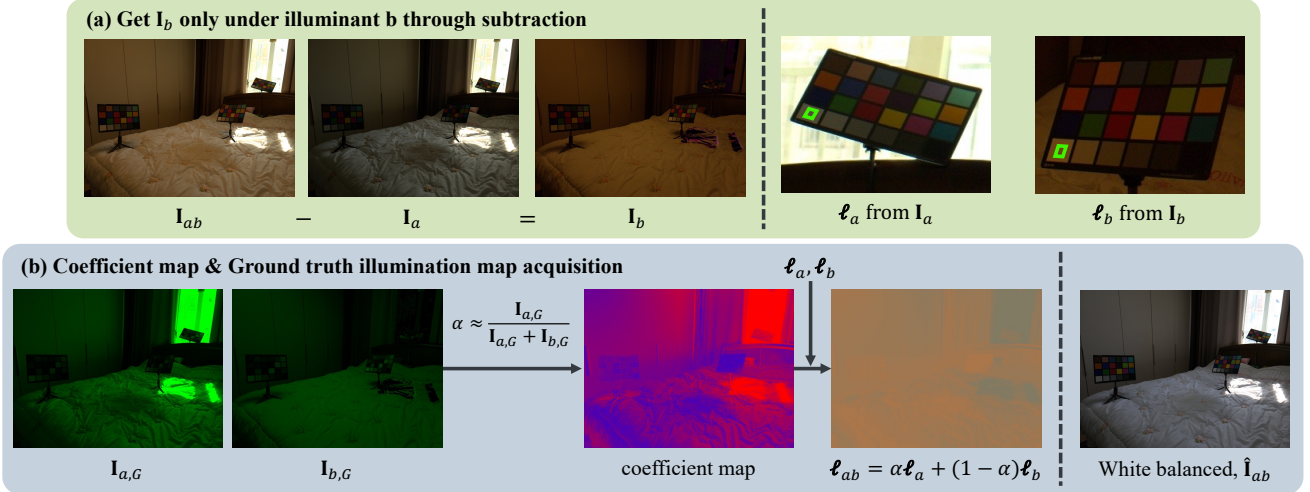 (a) Get I_b only under illuminant b through subtraction
I_ab − I_a = I_b
ℓ_a from I_a
ℓ_b from I_b
(b) Coefficient map & Ground truth illumination map acquisition
ℓ_a, ℓ_b
α ≈ I_a,G / (I_a,G + I_b,G)
I_a,G
I_b,G
coefficient map
ℓ_ab = αℓ_a + (1 − α)ℓ_b
White balanced, Î_ab